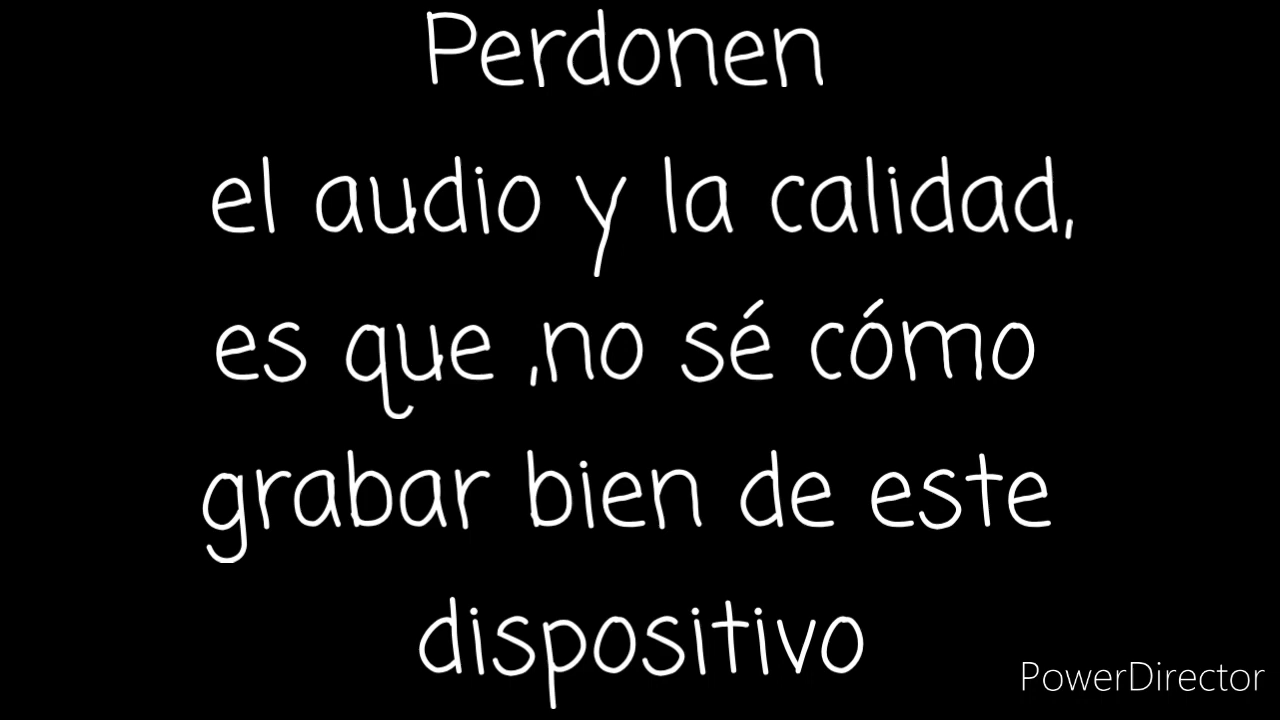 Perdonen
el audio y la calidad,
es que ,no sé cómo
grabar bien de este
dispositivo
PowerDirector